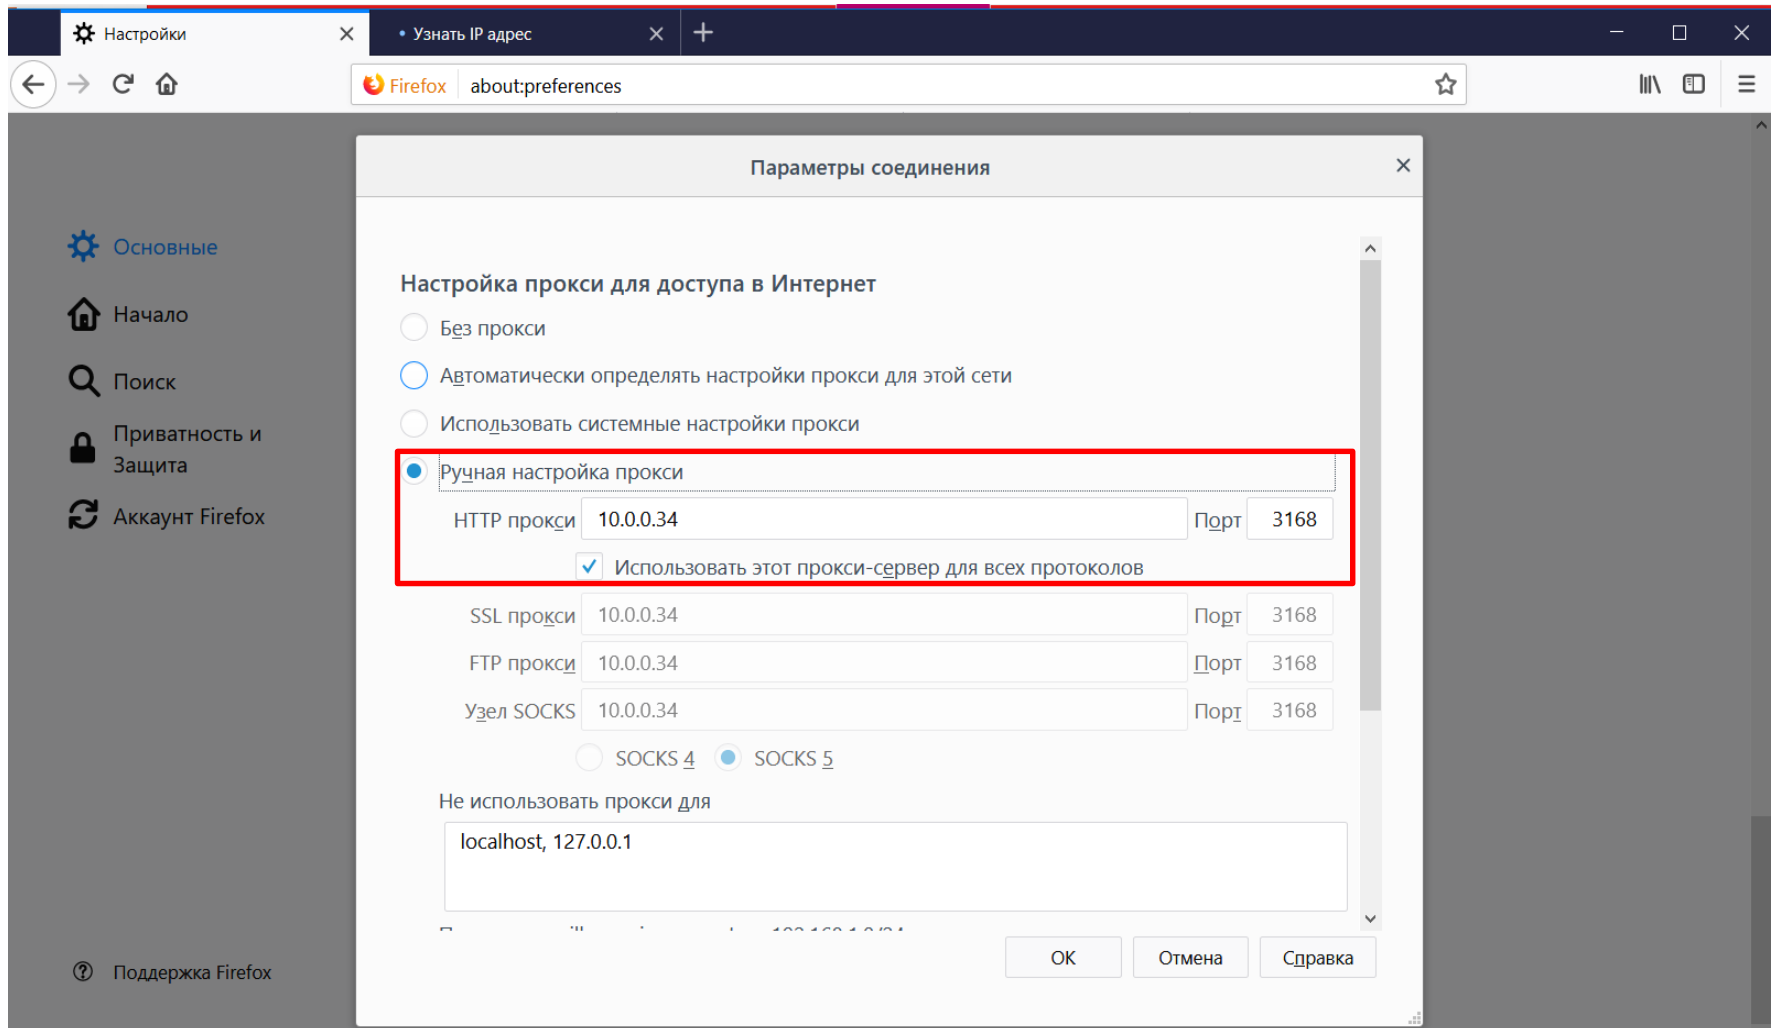 Настройки
• Узнать IP адрес
Firefox about:preferences
Параметры соединения
Основные
Начало
Поиск
Приватность и
Защита
Аккаунт Firefox
Поддержка Firefox
Настройка прокси для доступа в Интернет
Без прокси
Автоматически определять настройки прокси для этой сети
Использовать системные настройки прокси
Ручная настройка прокси
HTTP прокси 10.0.0.34 Порт 3168
Использовать этот прокси-сервер для всех протоколов
SSL прокси 10.0.0.34 Порт 3168
FTP прокси 10.0.0.34 Порт 3168
Узел SOCKS 10.0.0.34 Порт 3168
SOCKS 4 SOCKS 5
Не использовать прокси для
localhost, 127.0.0.1
OK Отмена Справка